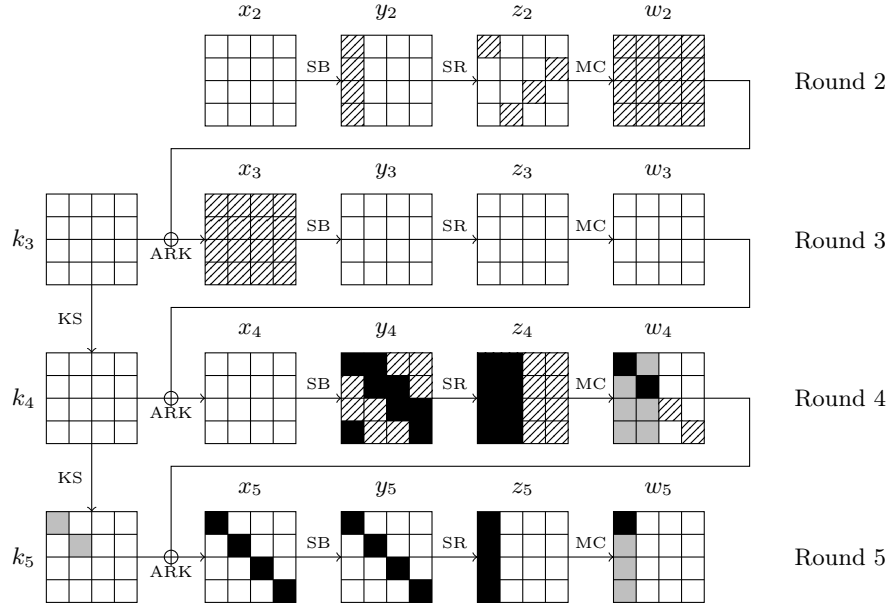 x2 y2 z2 w2
SB SR MC Round 2
x3 y3 z3 w3
k3 ARK SB SR MC Round 3
KS
x4 y4 z4 w4
k4 ARK SB SR MC Round 4
KS
x5 y5 z5 w5
k5 ARK SB SR MC Round 5